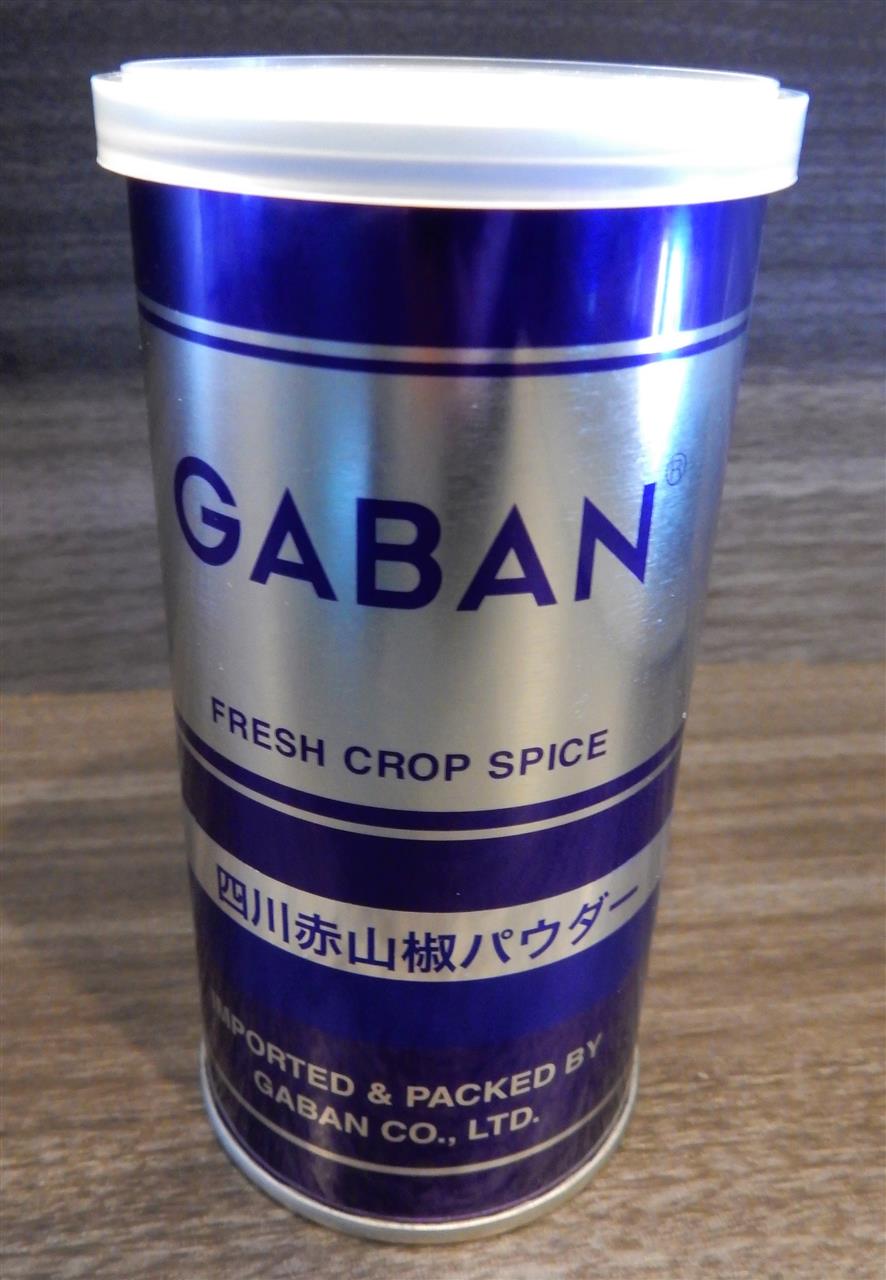 GABAN®
FRESH CROP SPICE
四川赤山椒パウダー
IMPORTED & PACKED BY
GABAN CO., LTD.